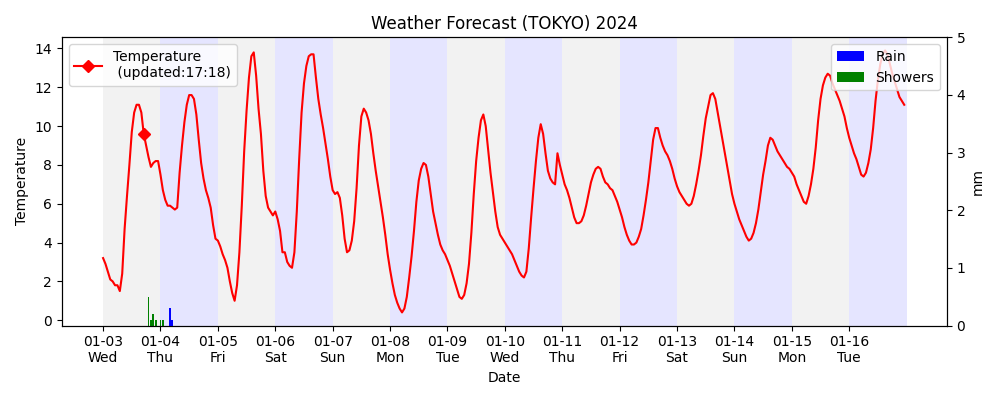 Weather Forecast (TOKYO) 2024
Temperature
(updated:17:18)
Rain
Showers
14
12
10
8
6
4
2
0
Temperature
5
4
3
2
1
0
mm
01-03 01-04 01-05 01-06 01-07 01-08 01-09 01-10 01-11 01-12 01-13 01-14 01-15 01-16
Wed Thu Fri Sat Sun Mon Tue Wed Thu Fri Sat Sun Mon Tue
Date